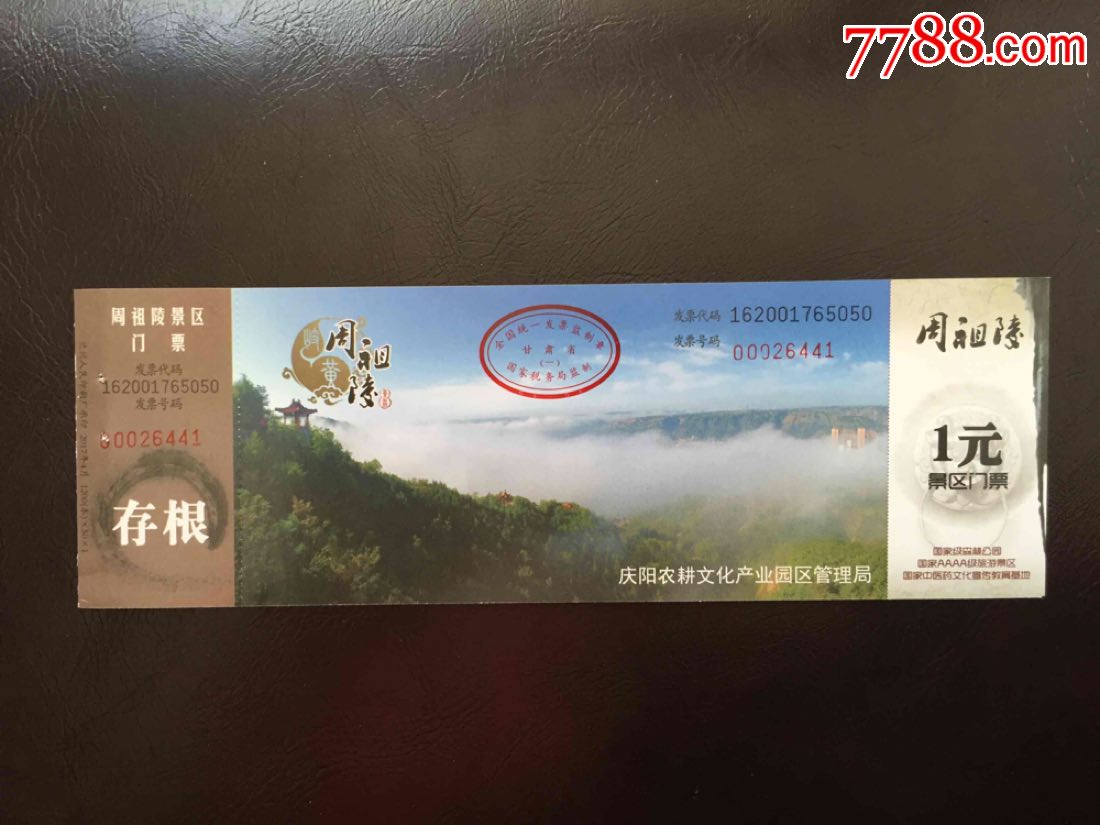 7788.com
周祖陵景区
门票
发票代码
162001765050
发票号码
00026441
存根
岐黄
周祖陵
全国统一发票监制章
甘肃省
(一)
国家税务局监制
发票代码 162001765050
发票号码 00026441
庆阳农耕文化产业园区管理局
周祖陵
1元
景区门票
国家级森林公园
国家AAAA级旅游景区
国家中医药文化宣传教育基地